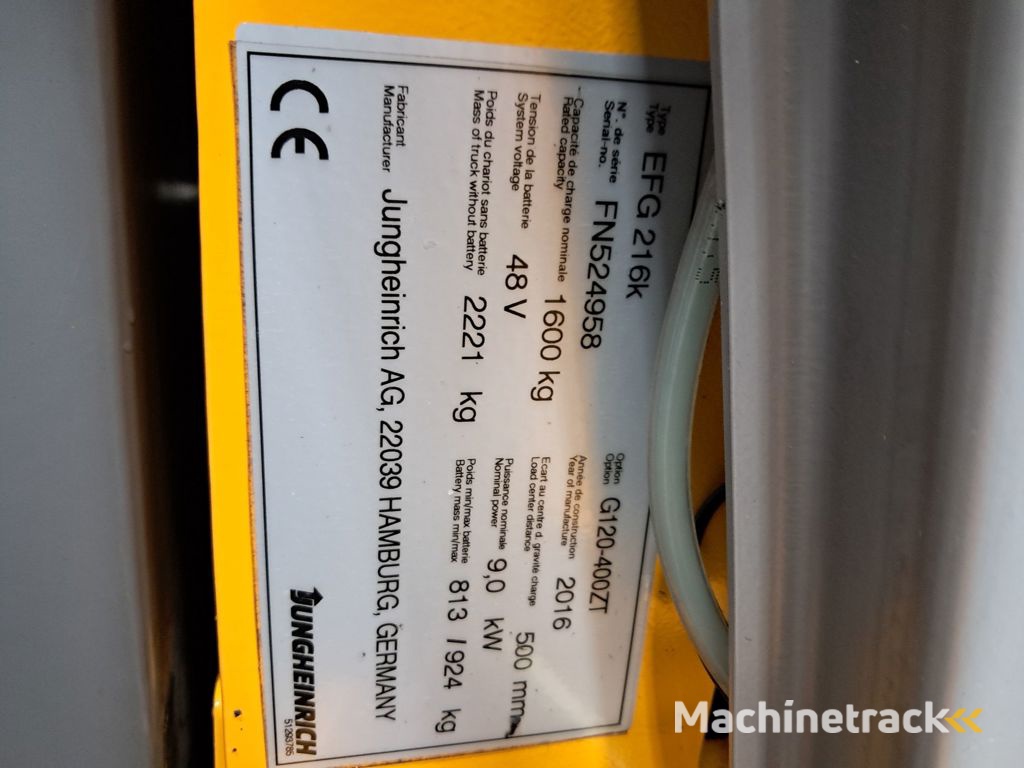 Type
Type EFG 216k
Option
Option G120-400ZT
N°. de série
Serial-no. FN524958
Année de construction
Year of manufacture 2016
Capacité de charge nominale
Rated capacity 1600 kg
Ecart au centre d. gravité charge
Load center distance 500 mm
Tension de la batterie
System voltage 48 V
Puissance nominale
Nominal power 9,0 kW
Poids du chariot sans batterie
Mass of truck without battery 2221 kg
Poids min/max batterie
Battery mass min/max 813 / 924 kg
Fabricant
Manufacturer Jungheinrich AG, 22039 HAMBURG, GERMANY
CE
JUNGHEINRICH
51293785
Machinetrack